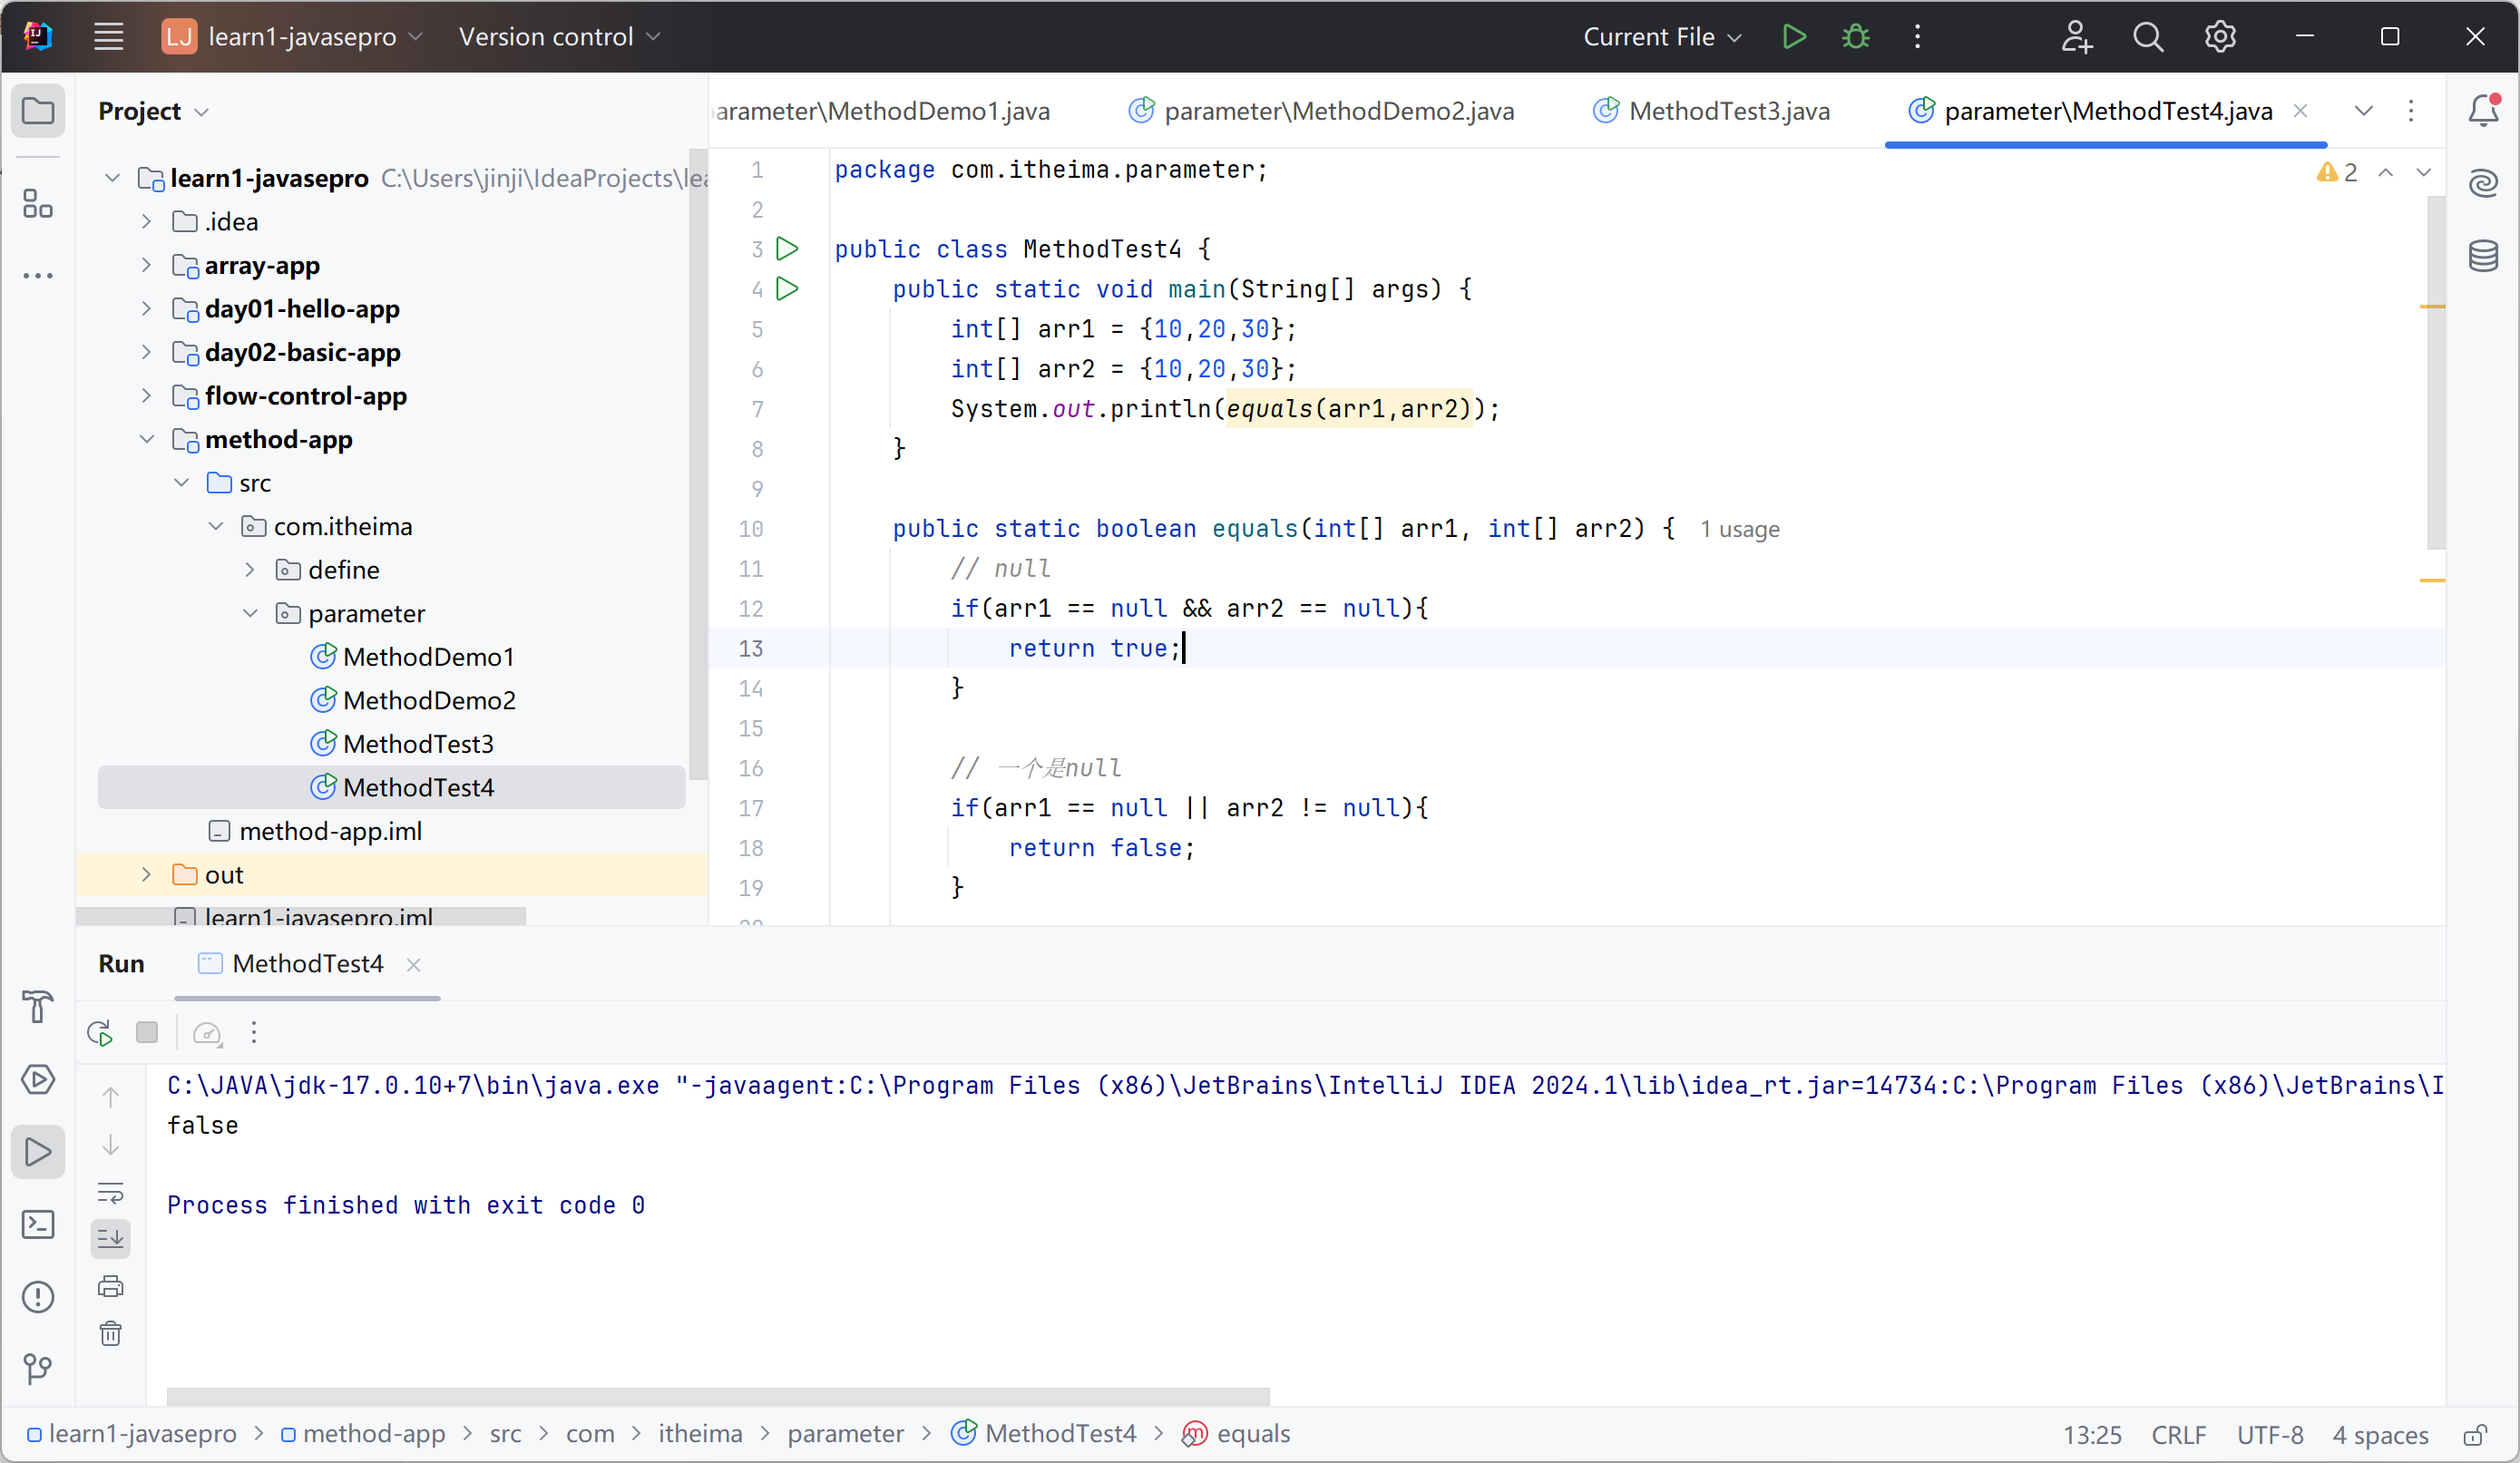 LJ learn1-javasepro Version control Current File
Project
learn1-javasepro C:\Users\jinji\IdeaProjects\lea
.idea
array-app
day01-hello-app
day02-basic-app
flow-control-app
method-app
src
com.itheima
define
parameter
MethodDemo1
MethodDemo2
MethodTest3
MethodTest4
method-app.iml
out
learn1-javasepro.iml
arameter\MethodDemo1.java parameter\MethodDemo2.java MethodTest3.java parameter\MethodTest4.java
2
1 package com.itheima.parameter;
2
3 public class MethodTest4 {
4 public static void main(String[] args) {
5 int[] arr1 = {10,20,30};
6 int[] arr2 = {10,20,30};
7 System.out.println(equals(arr1,arr2));
8 }
9
10 public static boolean equals(int[] arr1, int[] arr2) { 1 usage
11 // null
12 if(arr1 == null && arr2 == null){
13 return true;
14 }
15
16 // 一个是null
17 if(arr1 == null || arr2 != null){
18 return false;
19 }
Run MethodTest4
C:\JAVA\jdk-17.0.10+7\bin\java.exe "-javaagent:C:\Program Files (x86)\JetBrains\IntelliJ IDEA 2024.1\lib\idea_rt.jar=14734:C:\Program Files (x86)\JetBrains\I
false
Process finished with exit code 0
learn1-javasepro > method-app > src > com > itheima > parameter > MethodTest4 > equals 13:25 CRLF UTF-8 4 spaces